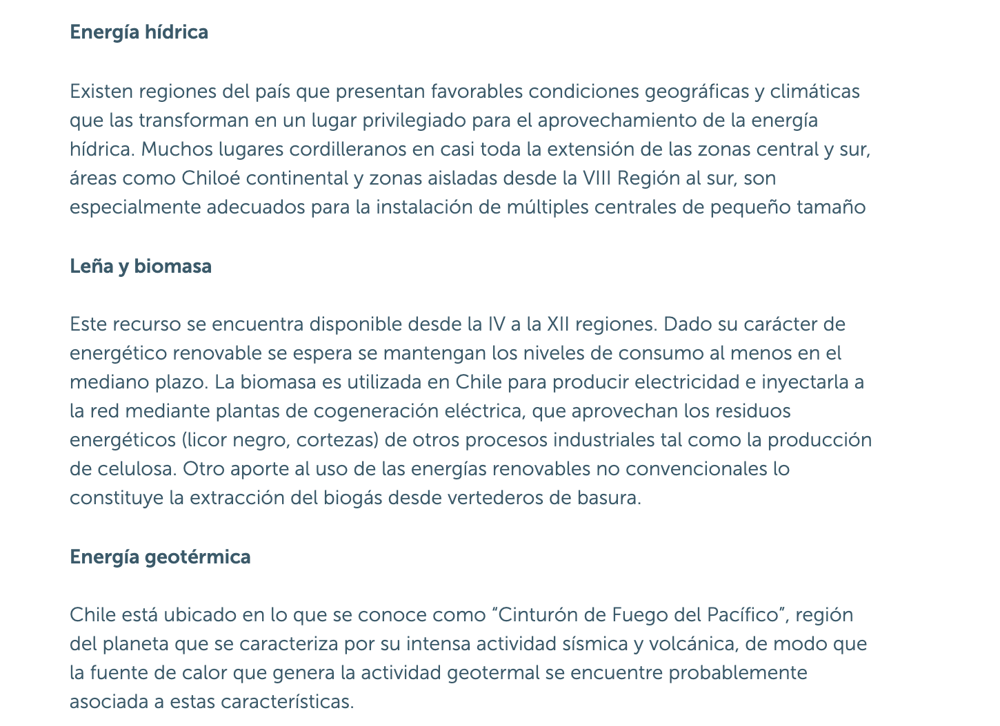 Energía hídrica
Existen regiones del país que presentan favorables condiciones geográficas y climáticas
que las transforman en un lugar privilegiado para el aprovechamiento de la energía
hídrica. Muchos lugares cordilleranos en casi toda la extensión de las zonas central y sur,
áreas como Chiloé continental y zonas aisladas desde la VIII Región al sur, son
especialmente adecuados para la instalación de múltiples centrales de pequeño tamaño
Leña y biomasa
Este recurso se encuentra disponible desde la IV a la XII regiones. Dado su carácter de
energético renovable se espera se mantengan los niveles de consumo al menos en el
mediano plazo. La biomasa es utilizada en Chile para producir electricidad e inyectarla a
la red mediante plantas de cogeneración eléctrica, que aprovechan los residuos
energéticos (licor negro, cortezas) de otros procesos industriales tal como la producción
de celulosa. Otro aporte al uso de las energías renovables no convencionales lo
constituye la extracción del biogás desde vertederos de basura.
Energía geotérmica
Chile está ubicado en lo que se conoce como “Cinturón de Fuego del Pacífico”, región
del planeta que se caracteriza por su intensa actividad sísmica y volcánica, de modo que
la fuente de calor que genera la actividad geotermal se encuentre probablemente
asociada a estas características.